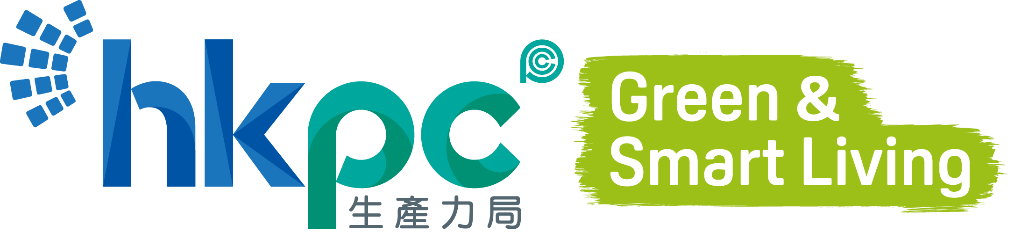 hkpc
生產力局
Green &
Smart Living